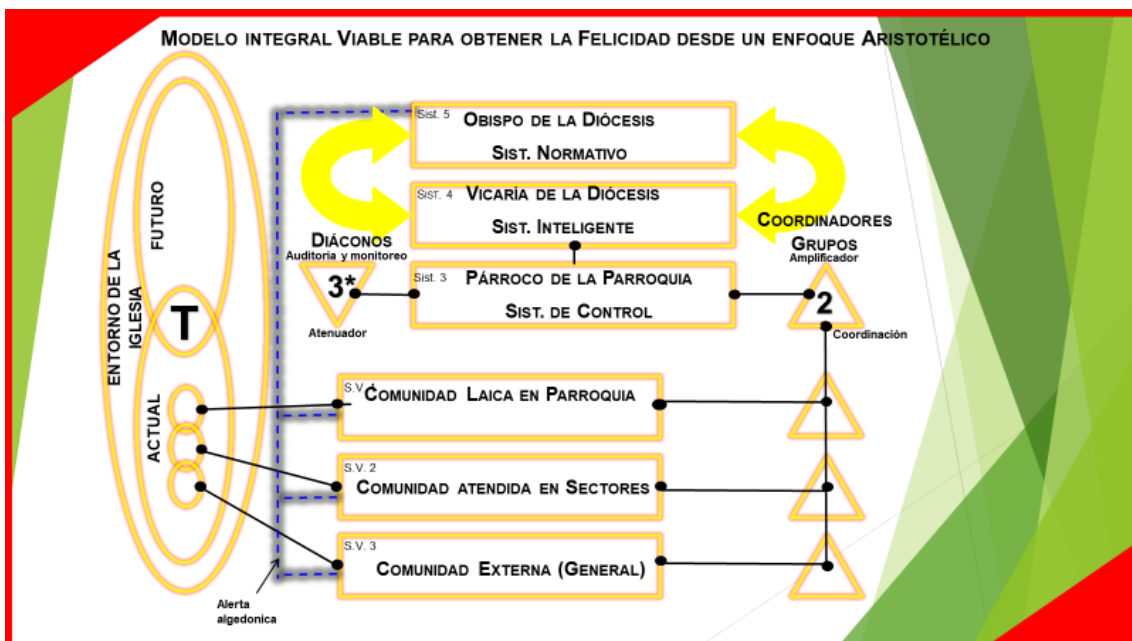 MODELO INTEGRAL VIABLE PARA OBTENER LA FELICIDAD DESDE UN ENFOQUE ARISTOTÉLICO
Sist. 5
OBISPO DE LA DIÓCESIS
SIST. NORMATIVO
SIST. 4
VICARÍA DE LA DIÓCESIS
SIST. INTELIGENTE
DIÁCONOS
Auditoria y monitoreo
3*
Atenuador
Sist. 3
PÁRROCO DE LA PARROQUIA
SIST. DE CONTROL
COORDINADORES
GRUPOS
Amplificador
2
Coordinación
ENTORNO DE LA
IGLESIA
FUTURO
T
ACTUAL
S.V.
COMUNIDAD LAICA EN PARROQUIA
S.V. 2
COMUNIDAD ATENDIDA EN SECTORES
S.V. 3
COMUNIDAD EXTERNA (GENERAL)
Alerta
algedonica